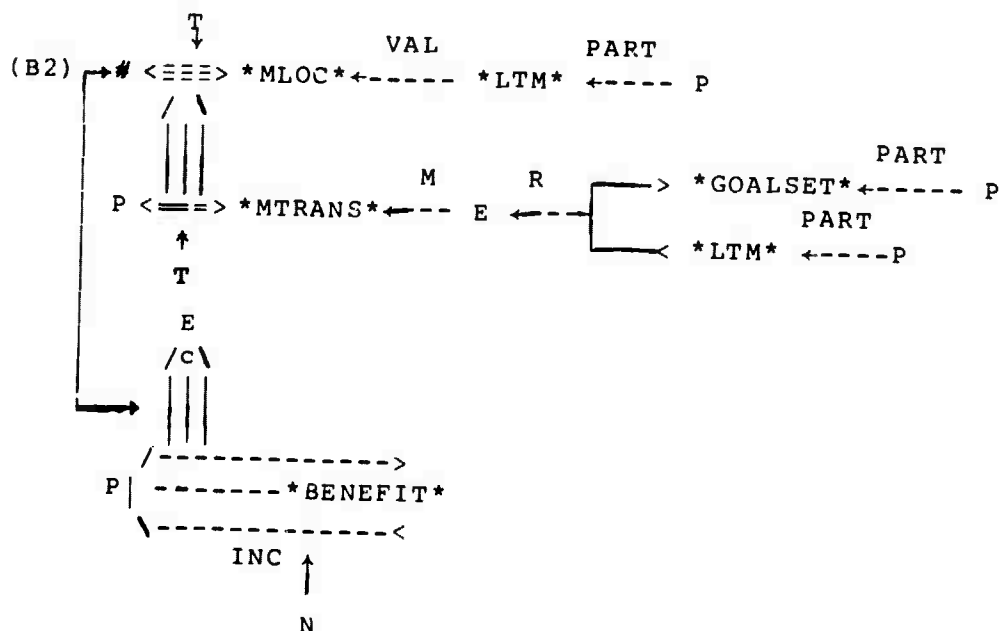 T
VAL PART
(B2) # <≡≡≡> *MLOC*<----- *LTM* <----- P
PART
M R
> *GOALSET*<----- P
P <===> *MTRANS*<--- E <---
PART
< *LTM* <-----P
T
E
/c\
/--------------->
P| --------*BENEFIT*
\---------------<
INC
N